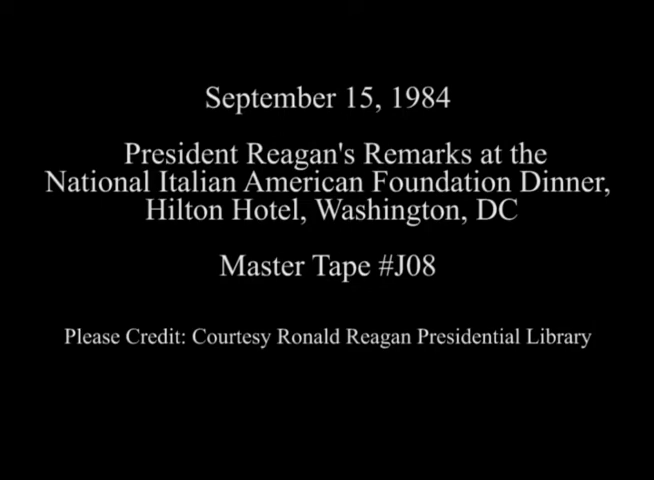 September 15, 1984
President Reagan's Remarks at the
National Italian American Foundation Dinner,
Hilton Hotel, Washington, DC
Master Tape #J08
Please Credit: Courtesy Ronald Reagan Presidential Library